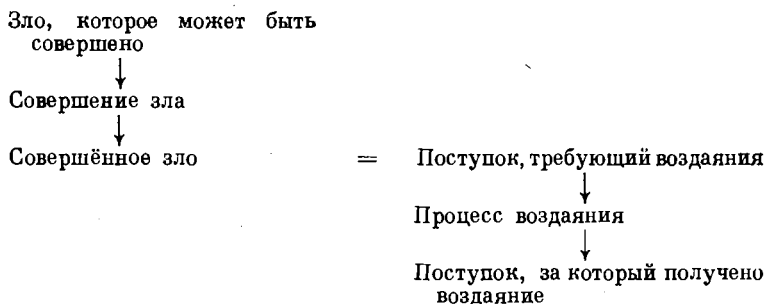 Зло, которое может быть
совершено
Совершение зла
Совершённое зло = Поступок, требующий воздаяния
Процесс воздаяния
Поступок, за который получено
воздаяние